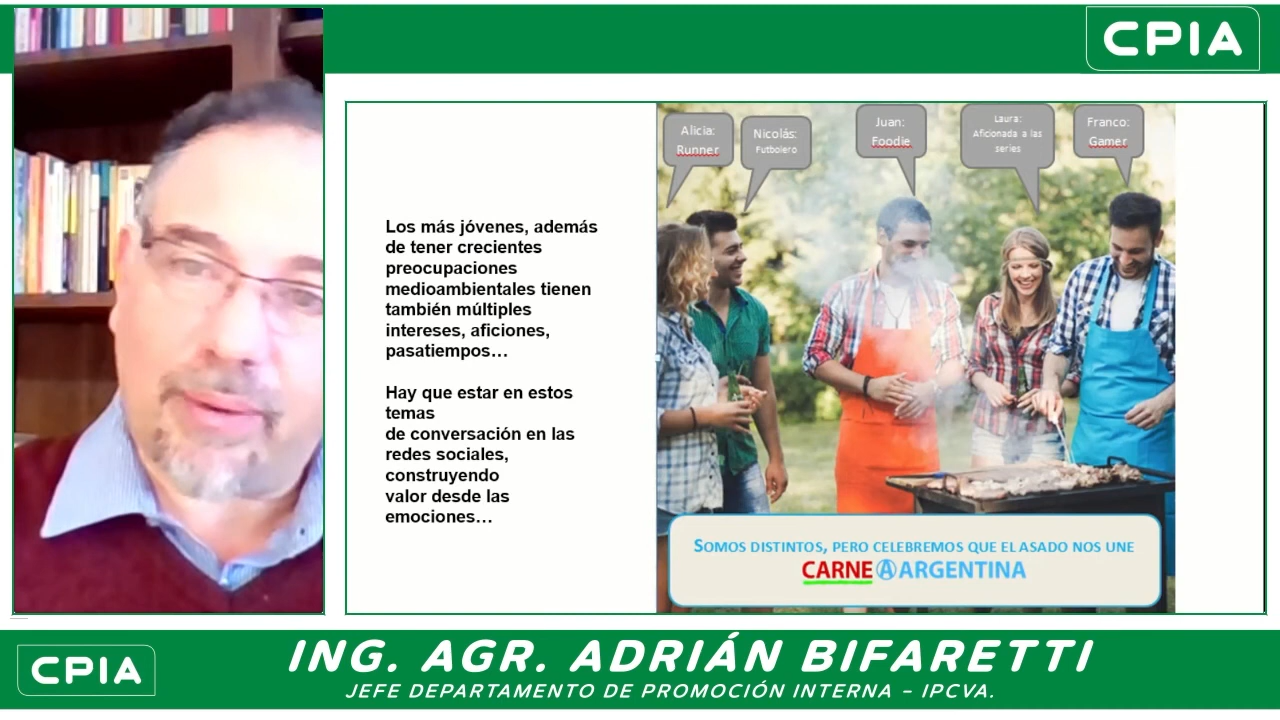 CPIA
Alicia:
Runner
Nicolás:
Futbolero
Juan:
Foodie
Laura:
Aficionada a las
series
Franco:
Gamer
Los más jóvenes, además
de tener crecientes
preocupaciones
medioambientales tienen
también múltiples
intereses, aficiones,
pasatiempos...
Hay que estar en estos
temas
de conversación en las
redes sociales,
construyendo
valor desde las
emociones...
SOMOS DISTINTOS, PERO CELEBREMOS QUE EL ASADO NOS UNE
CARNE A ARGENTINA
CPIA
ING. AGR. ADRIÁN BIFARETTI
JEFE DEPARTAMENTO DE PROMOCIÓN INTERNA - IPCVA.